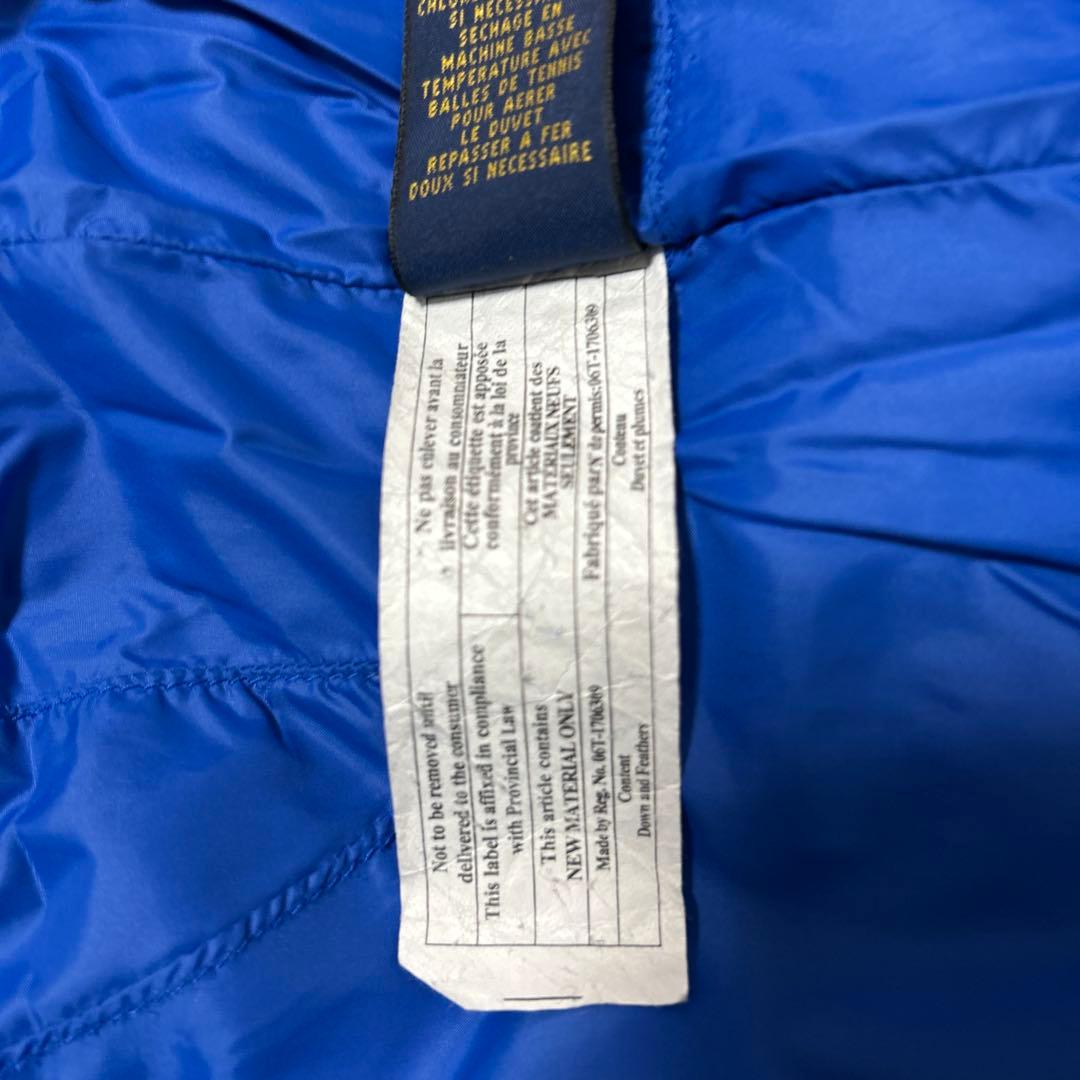 SI NECESSAIRE
SECHAGE EN
MACHINE BASSE
TEMPERATURE AVEC
BALLES DE TENNIS
POUR AERER
LE DUVET
REPASSER A FER
DOUX SI NECESSAIRE
Not to be removed until
delivered to the consumer
This label is affixed in compliance
with Provincial Law
This article contains
NEW MATERIAL ONLY
Made by Reg. No. 06T-1706309
Content
Down and Feathers
Ne pas enlever avant la
livraison au consommateur
Cette étiquette est apposée
conformément à la loi de la
province
Cet article contient des
MATERIAUX NEUFS
SEULEMENT
Fabriqué par N de permis:06T-1706309
Contenu
Duvet et plumes